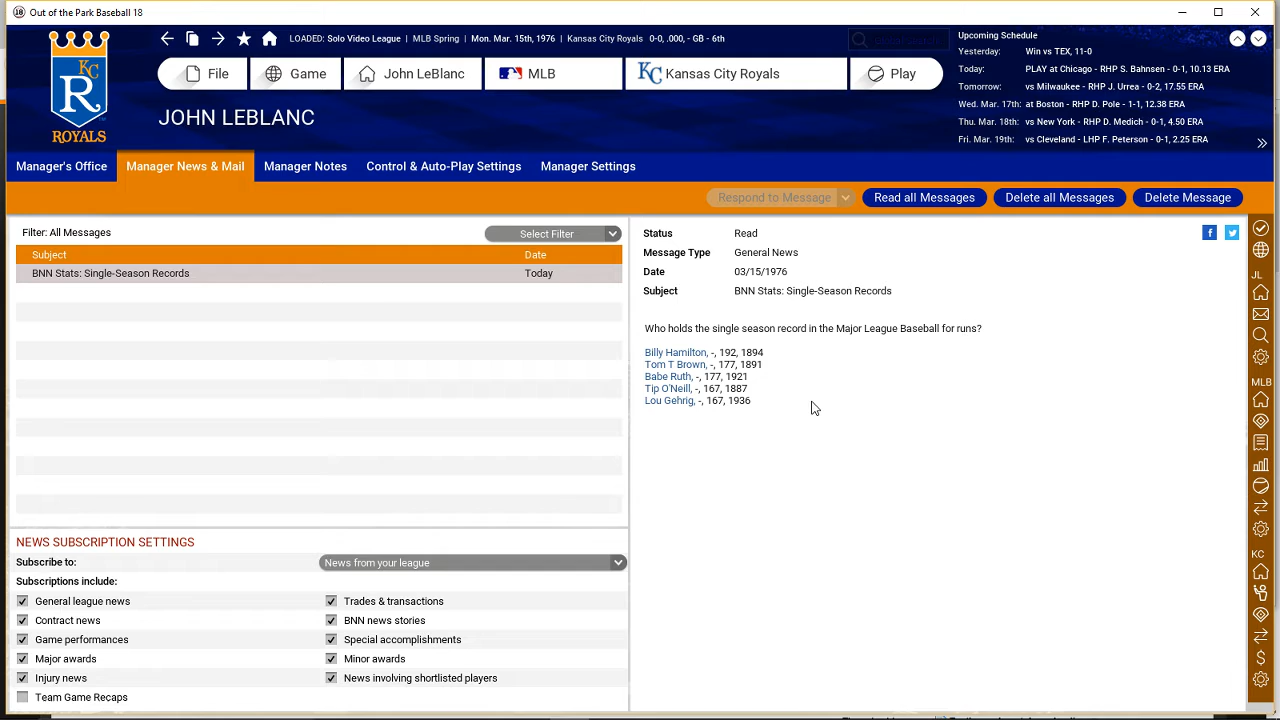 Out of the Park Baseball 18
LOADED: Solo Video League | MLB Spring | Mon. Mar. 15th, 1976 | Kansas City Royals 0-0, .000, - GB - 6th
Upcoming Schedule
Yesterday: Win vs TEX, 11-0
Today: PLAY at Chicago - RHP S. Bahnsen - 0-1, 10.13 ERA
Tomorrow: vs Milwaukee - RHP J. Urrea - 0-2, 17.55 ERA
Wed. Mar. 17th: at Boston - RHP D. Pole - 1-1, 12.38 ERA
Thu. Mar. 18th: vs New York - RHP D. Medich - 0-1, 4.50 ERA
Fri. Mar. 19th: vs Cleveland - LHP F. Peterson - 0-1, 2.25 ERA
KC
R
ROYALS
File Game John LeBlanc MLB Kansas City Royals Play
JOHN LEBLANC
Manager's Office Manager News & Mail Manager Notes Control & Auto-Play Settings Manager Settings
Respond to Message Read all Messages Delete all Messages Delete Message
Filter: All Messages Select Filter
Subject Date
BNN Stats: Single-Season Records Today
Status Read
Message Type General News
Date 03/15/1976
Subject BNN Stats: Single-Season Records
Who holds the single season record in the Major League Baseball for runs?
Billy Hamilton, -, 192, 1894
Tom T Brown, -, 177, 1891
Babe Ruth, -, 177, 1921
Tip O'Neill, -, 167, 1887
Lou Gehrig, -, 167, 1936
NEWS SUBSCRIPTION SETTINGS
Subscribe to: News from your league
Subscriptions include:
General league news Trades & transactions
Contract news BNN news stories
Game performances Special accomplishments
Major awards Minor awards
Injury news News involving shortlisted players
Team Game Recaps
JL
MLB
KC